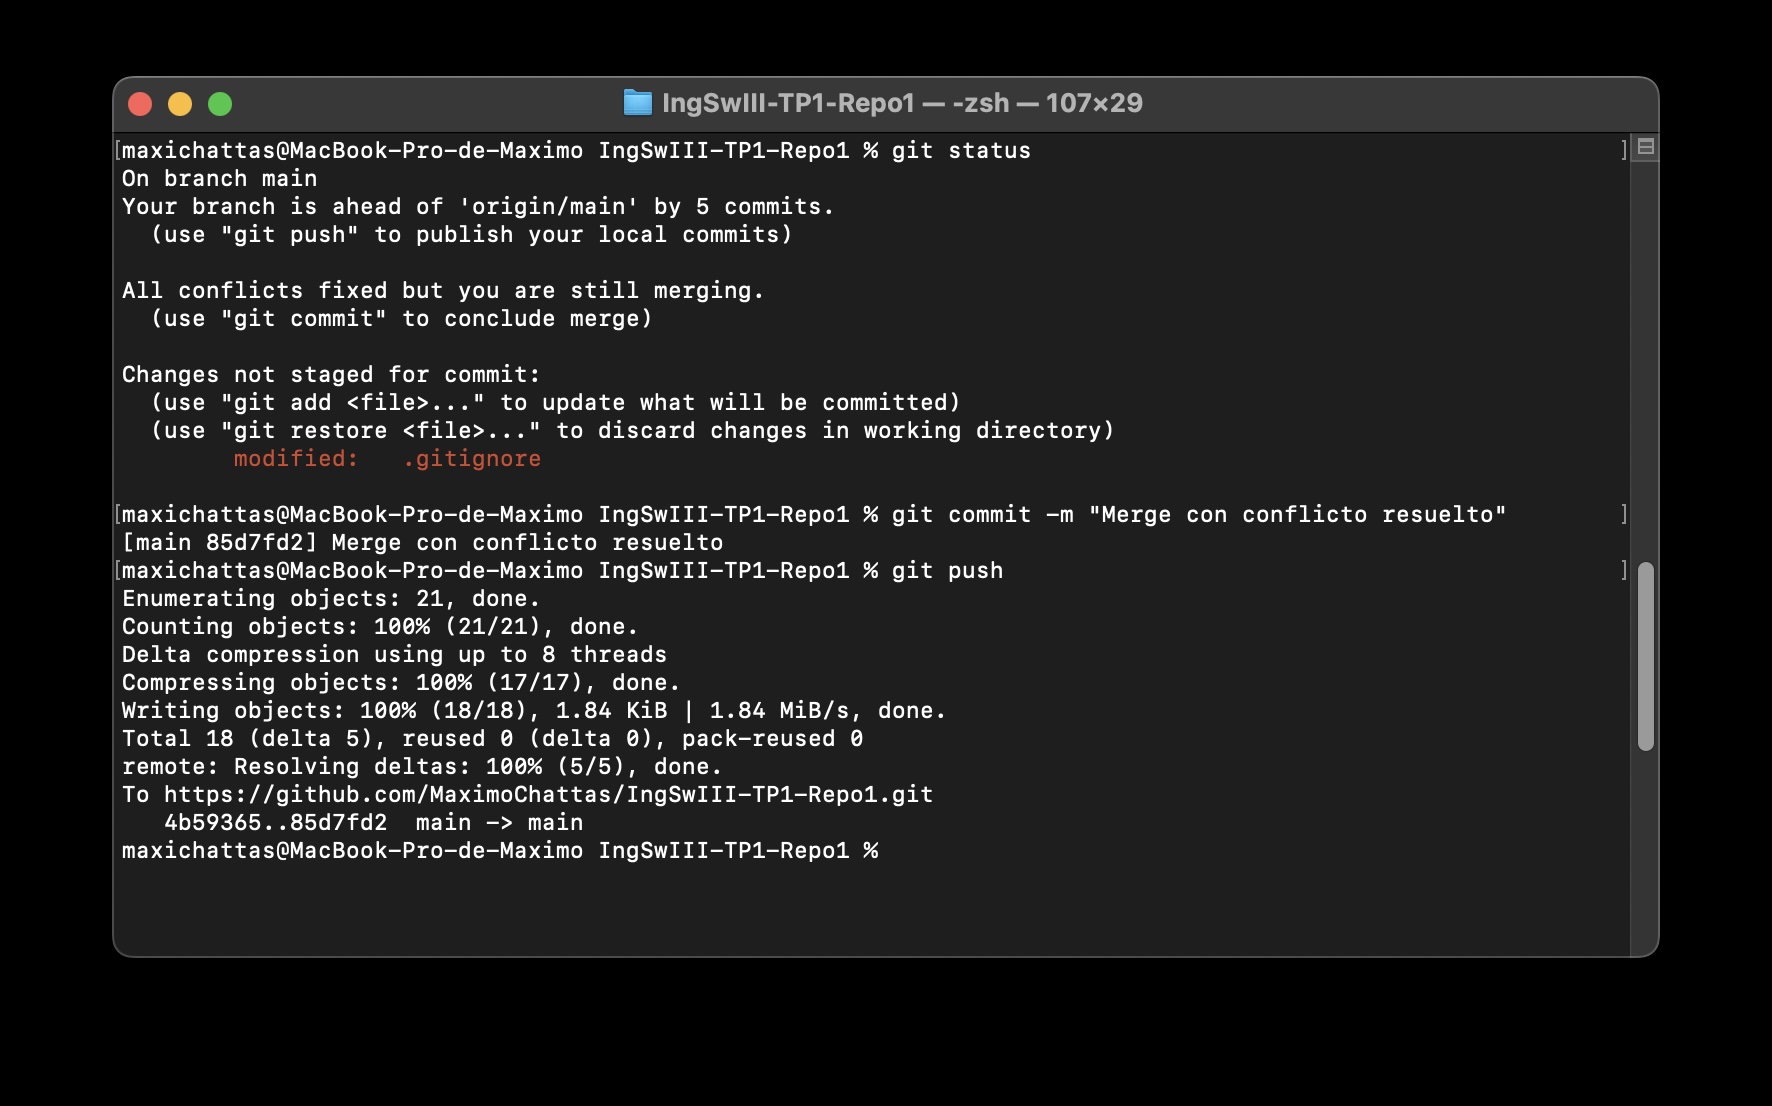 IngSwIII-TP1-Repo1 — -zsh — 107×29
[maxichattas@MacBook-Pro-de-Maximo IngSwIII-TP1-Repo1 % git status ]
On branch main
Your branch is ahead of 'origin/main' by 5 commits.
  (use "git push" to publish your local commits)

All conflicts fixed but you are still merging.
  (use "git commit" to conclude merge)

Changes not staged for commit:
  (use "git add <file>..." to update what will be committed)
  (use "git restore <file>..." to discard changes in working directory)
        modified:   .gitignore

[maxichattas@MacBook-Pro-de-Maximo IngSwIII-TP1-Repo1 % git commit -m "Merge con conflicto resuelto" ]
[main 85d7fd2] Merge con conflicto resuelto
[maxichattas@MacBook-Pro-de-Maximo IngSwIII-TP1-Repo1 % git push ]
Enumerating objects: 21, done.
Counting objects: 100% (21/21), done.
Delta compression using up to 8 threads
Compressing objects: 100% (17/17), done.
Writing objects: 100% (18/18), 1.84 KiB | 1.84 MiB/s, done.
Total 18 (delta 5), reused 0 (delta 0), pack-reused 0
remote: Resolving deltas: 100% (5/5), done.
To https://github.com/MaximoChattas/IngSwIII-TP1-Repo1.git
   4b59365..85d7fd2  main -> main
maxichattas@MacBook-Pro-de-Maximo IngSwIII-TP1-Repo1 %